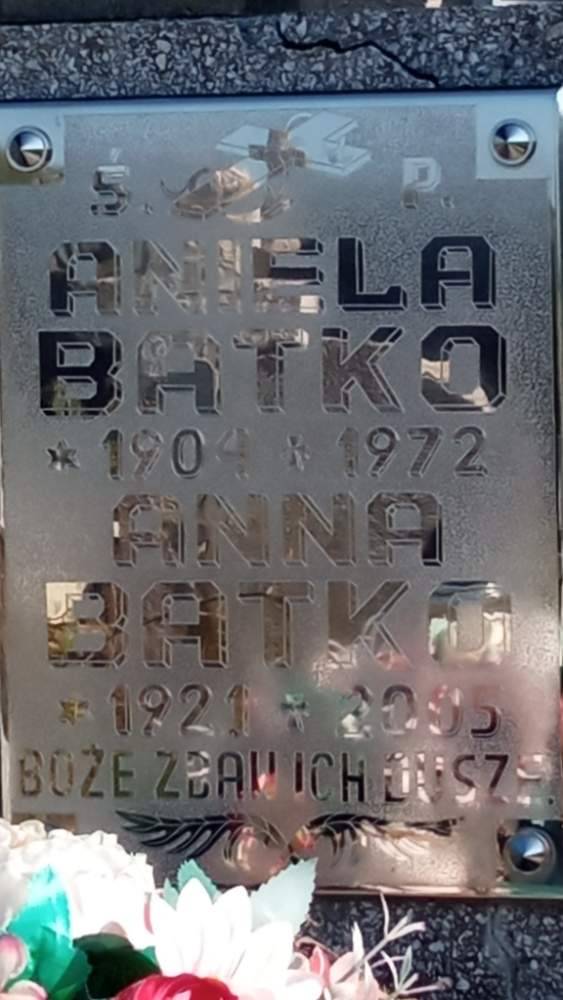 Ś. P.
ANIELA
BATKO
* 1904 ✝ 1972
ANNA
BATKO
* 1921 ✝ 2005
BOŻE ZBAW ICH DUSZE.